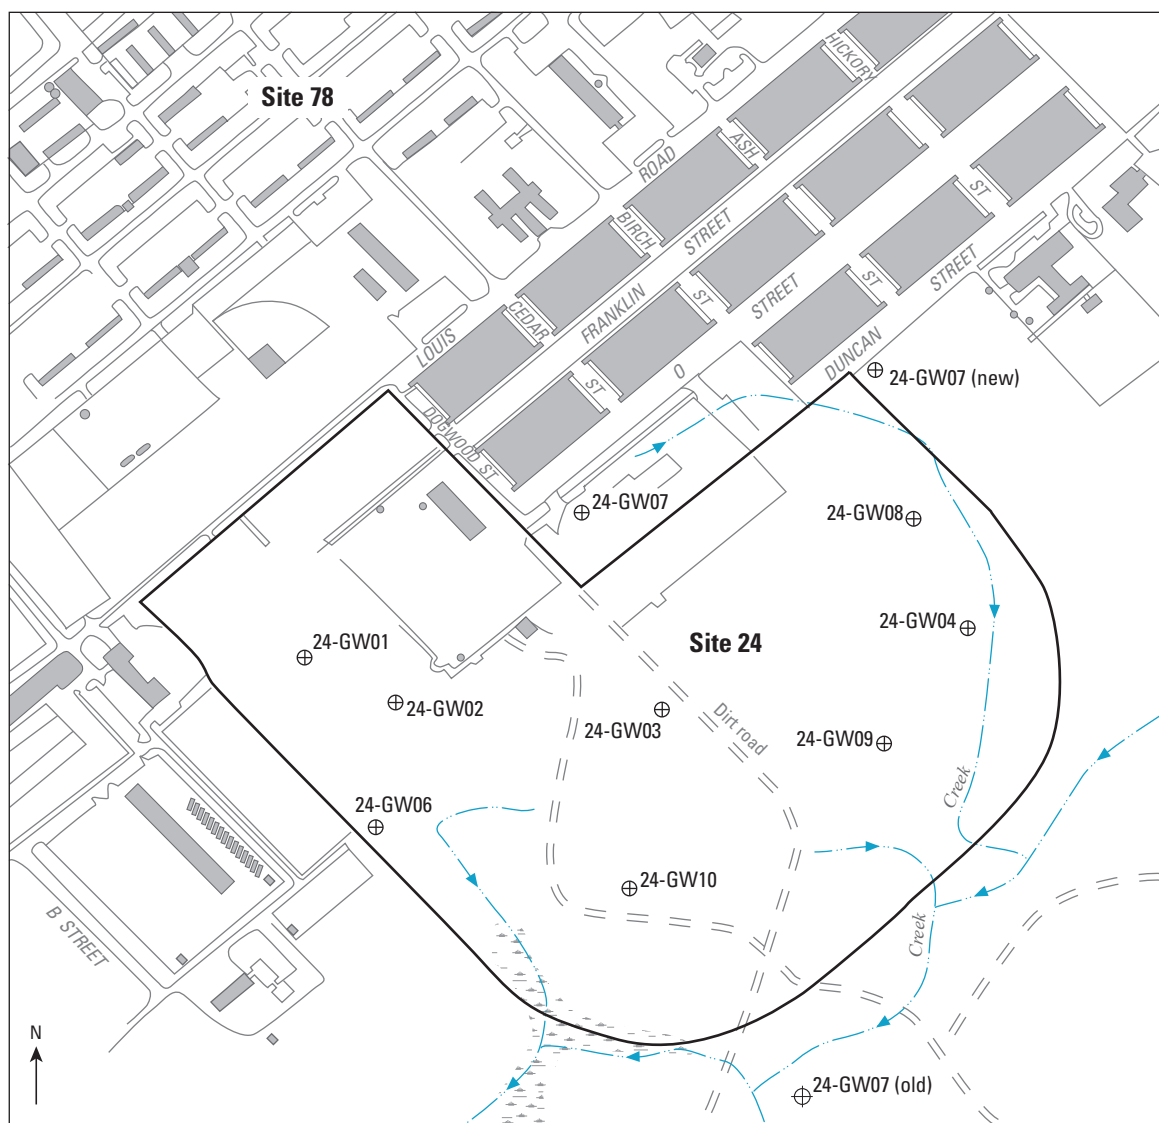 Site 78
HICKORY
ASH
ROAD
BIRCH
STREET
ST
CEDAR
FRANKLIN
ST
STREET
STREET
LOUIS
ST
DUNCAN
ST
O
DOGWOOD ST
24-GW07 (new)
24-GW07
24-GW08
24-GW04
Site 24
24-GW01
24-GW02
24-GW03
Dirt road
24-GW09
Creek
24-GW06
24-GW10
B STREET
Creek
N
24-GW07 (old)